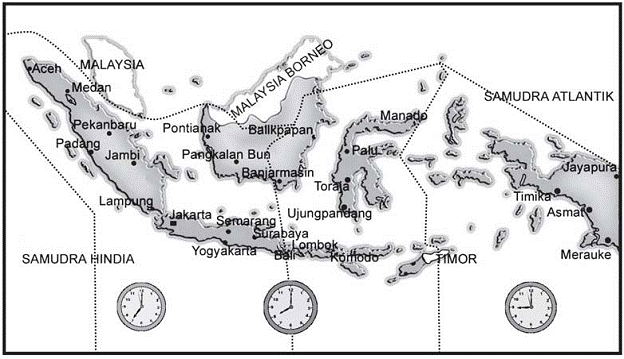 MALAYSIA BORNEO
Aceh
MALAYSIA
Medan
SAMUDRA ATLANTIK
Manado
Pekanbaru
Pontianak
Balikpapan
Padang
Jambi
Pangkalan Bun
Palu
Jayapura
Banjarmasin
Toraja
Timika
Lampung
Jakarta
Ujungpandang
Asmat
Semarang
Surabaya
Yogyakarta
Lombok
Bali
Komodo
TIMOR
Merauke
SAMUDRA HINDIA